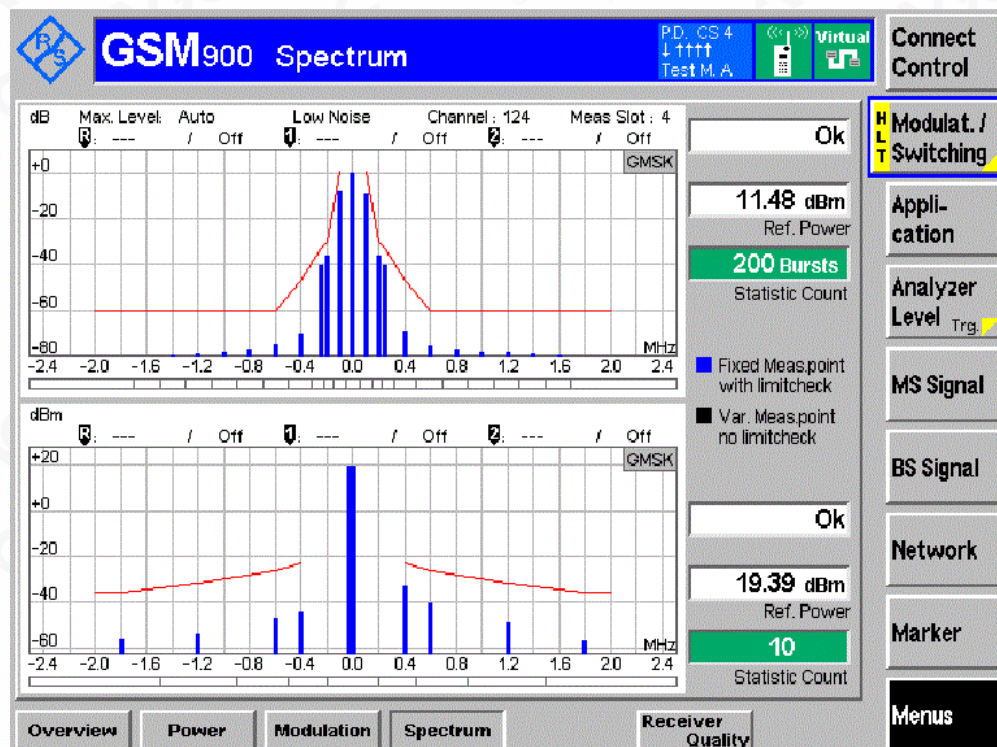 R&S
GSM900 Spectrum
PD. CS 4
Test M. A
Virtual
Connect
Control
dB Max. Level: Auto Low Noise Channel : 124 Meas Slot : 4
R: --- / Off 1: --- / Off 2: --- / Off
GMSK
+0
-20
-40
-60
-80
MHz
-2.4 -2.0 -1.6 -1.2 -0.8 -0.4 0.0 0.4 0.8 1.2 1.6 2.0 2.4
Ok
11.48 dBm
Ref. Power
200 Bursts
Statistic Count
Fixed Meas.point
with limitcheck
Var. Meas.point
no limitcheck
dBm
R: --- / Off 1: --- / Off 2: --- / Off
GMSK
+20
+0
-20
-40
-60
MHz
-2.4 -2.0 -1.6 -1.2 -0.8 -0.4 0.0 0.4 0.8 1.2 1.6 2.0 2.4
Ok
19.39 dBm
Ref. Power
10
Statistic Count
HLT
Modulat. /
Switching
Appli-
cation
Analyzer
Level Trg.
MS Signal
BS Signal
Network
Marker
Menus
Overview
Power
Modulation
Spectrum
Receiver
Quality